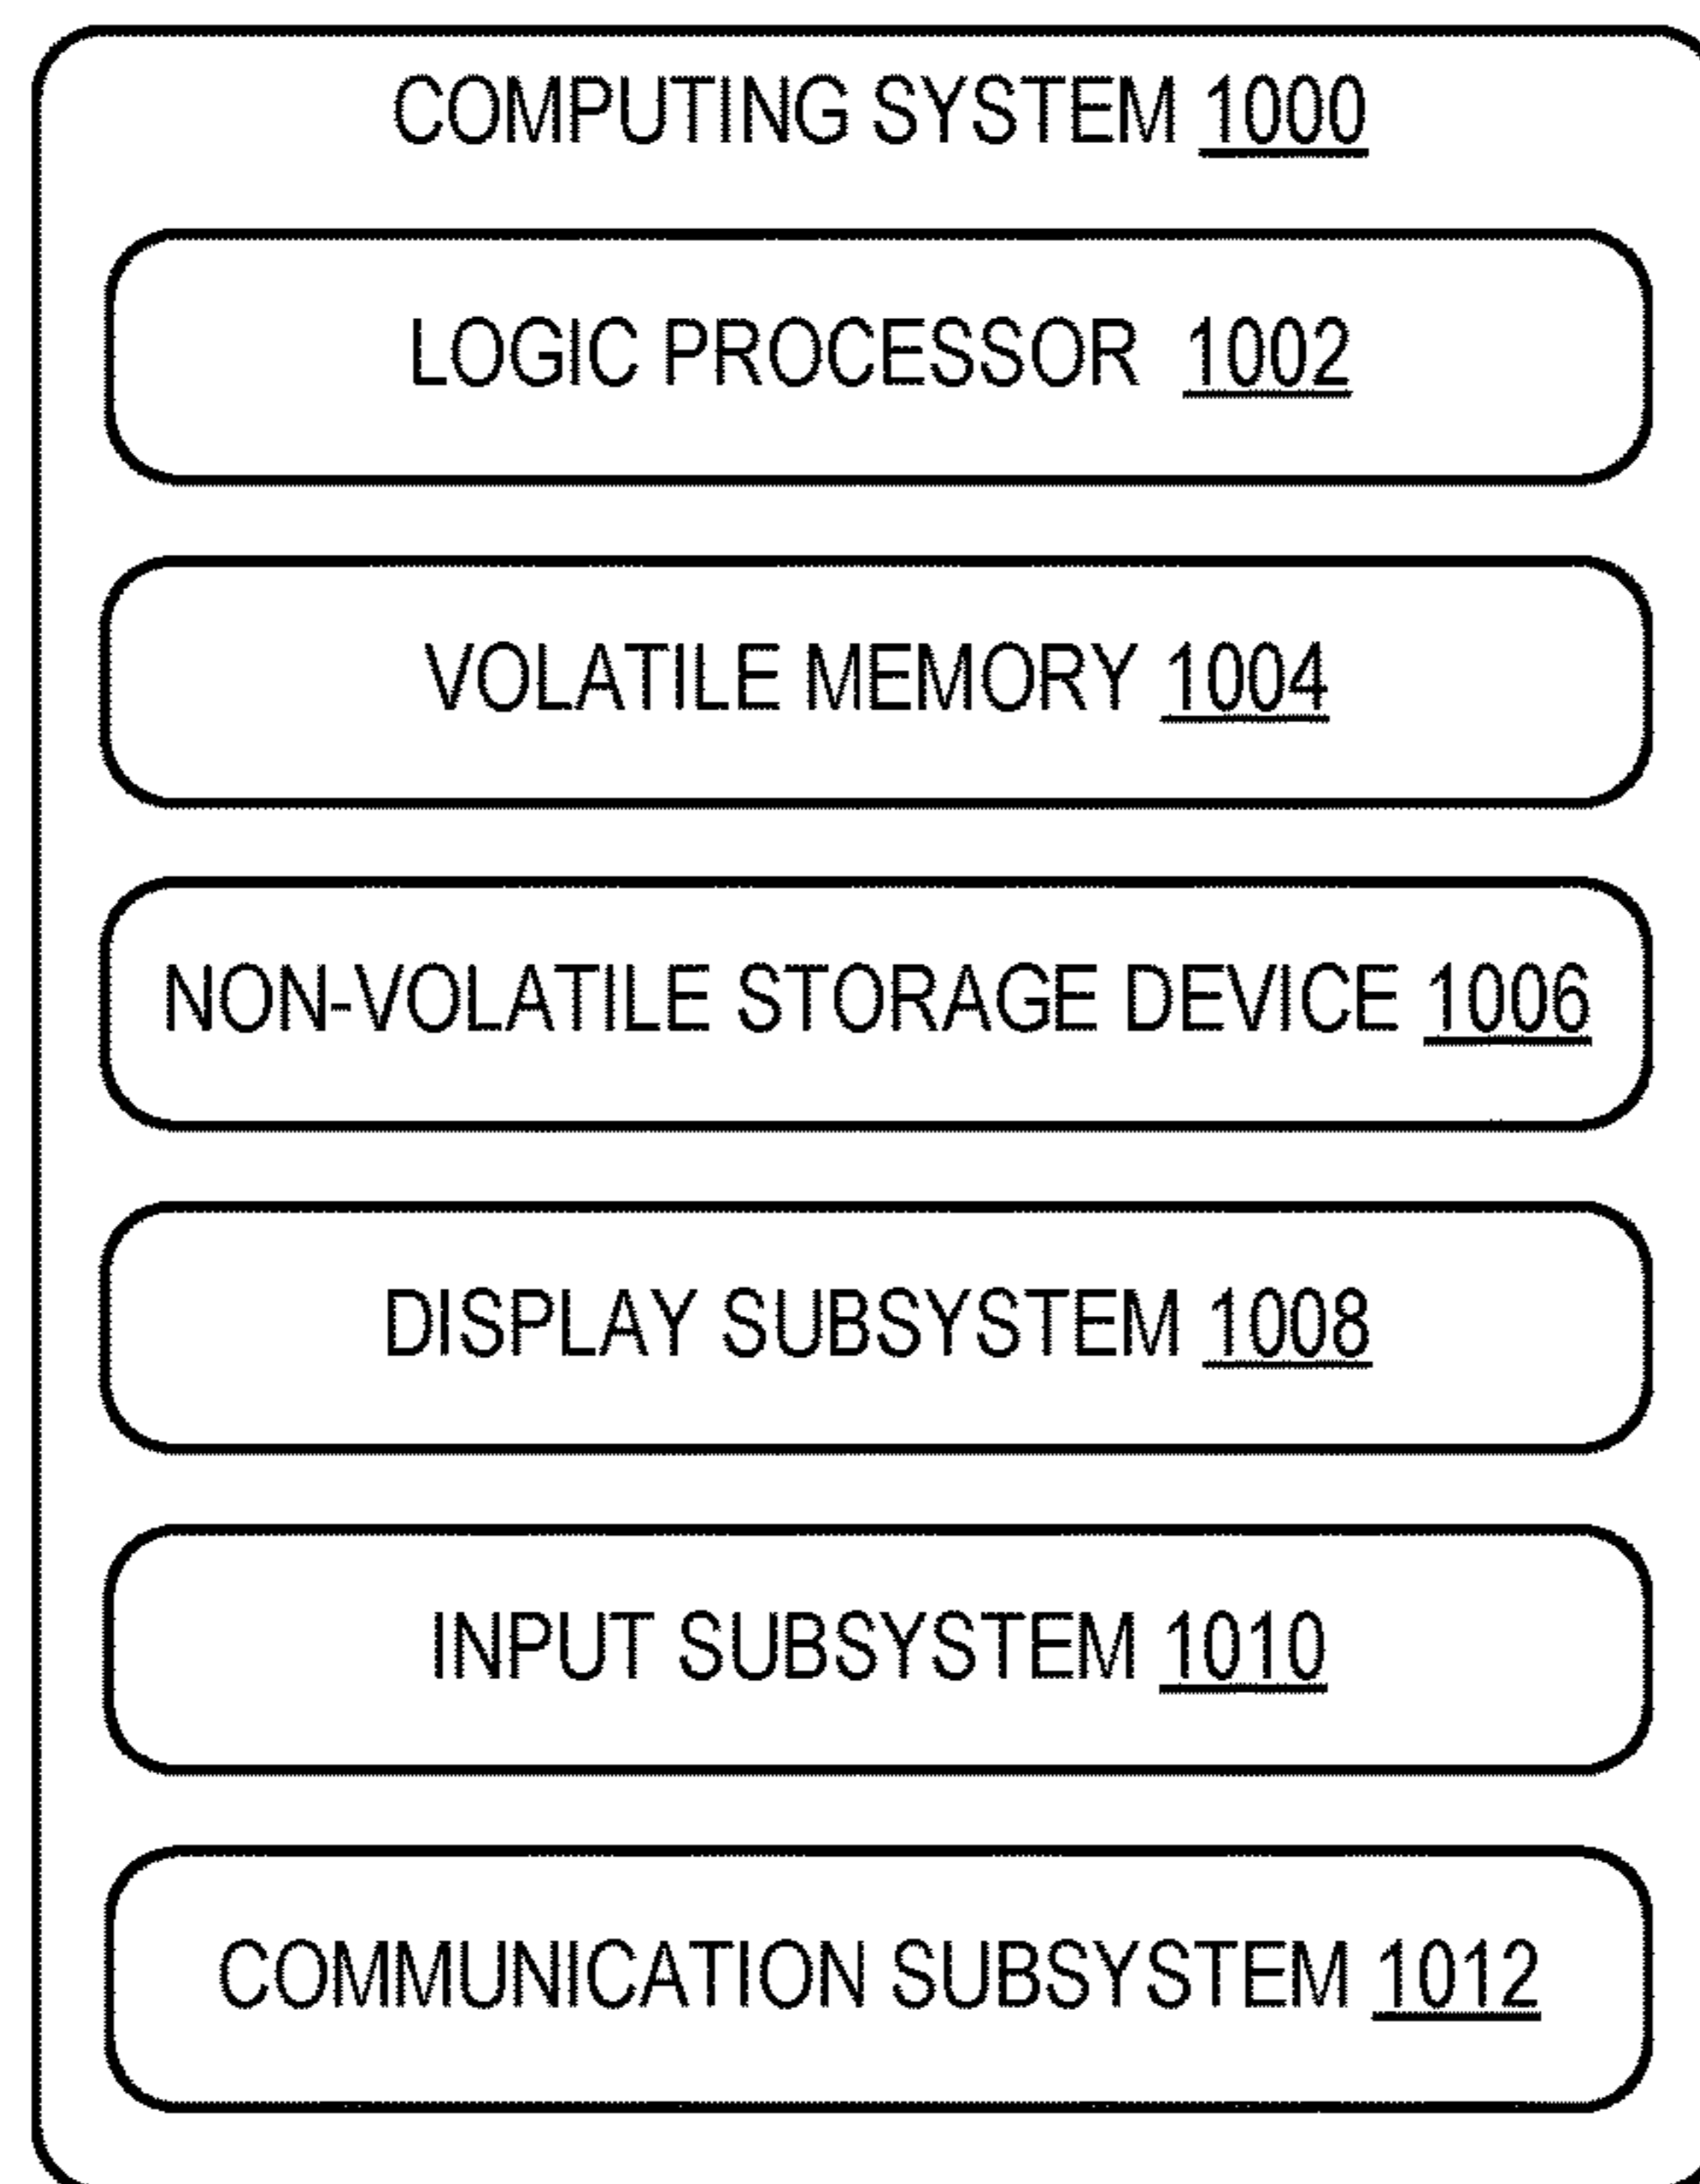 COMPUTING SYSTEM 1000
LOGIC PROCESSOR 1002
VOLATILE MEMORY 1004
NON-VOLATILE STORAGE DEVICE 1006
DISPLAY SUBSYSTEM 1008
INPUT SUBSYSTEM 1010
COMMUNICATION SUBSYSTEM 1012